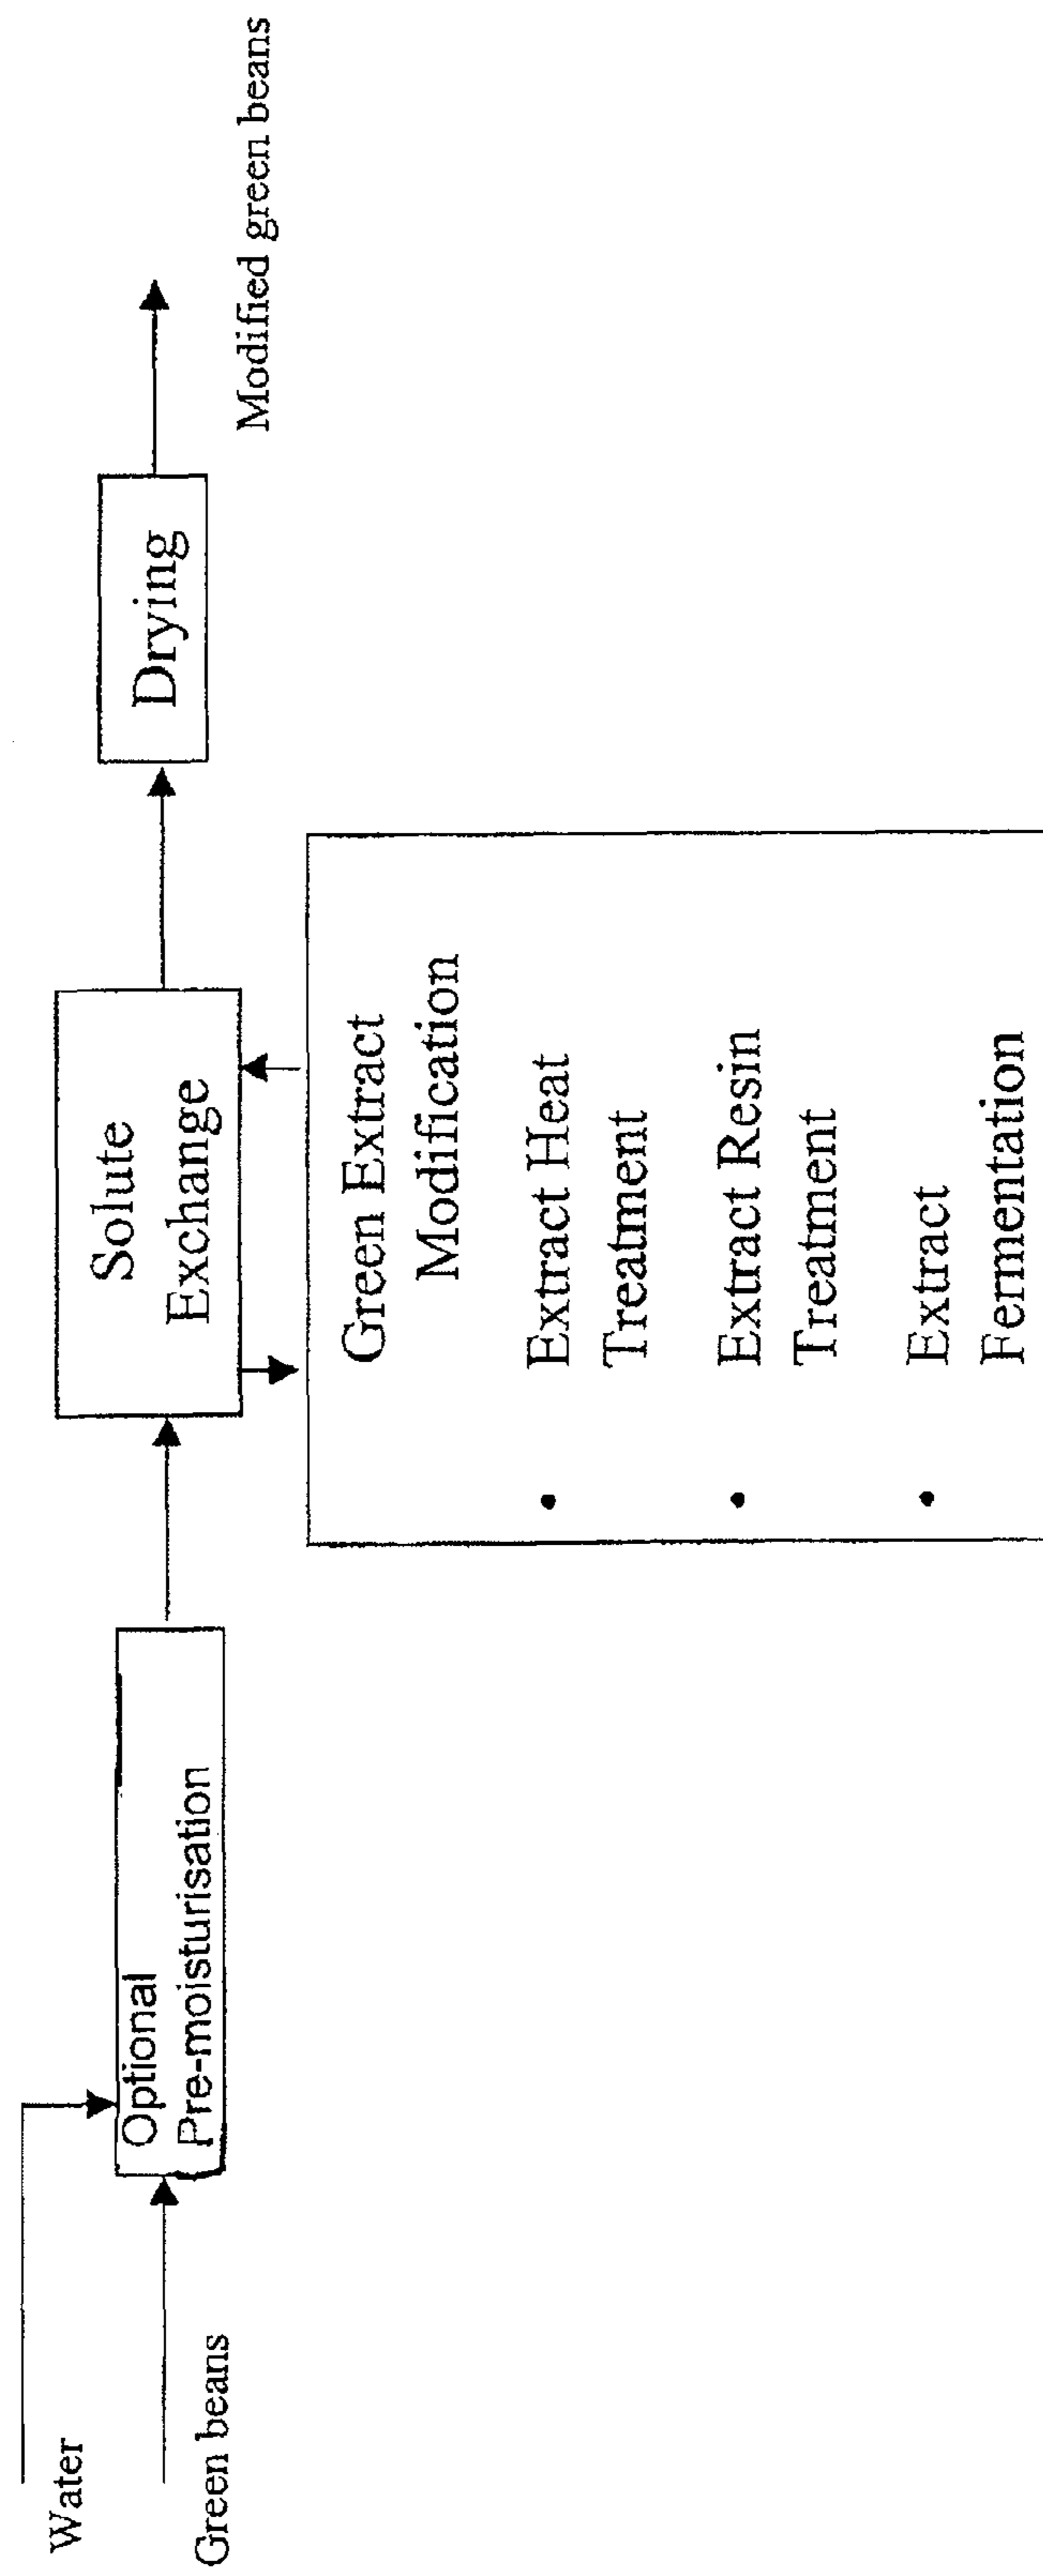 Water
Green beans
Optional
Pre-moisturisation
Solute
Exchange
Green Extract
Modification
• Extract Heat
Treatment
• Extract Resin
Treatment
• Extract
Fermentation
Drying
Modified green beans